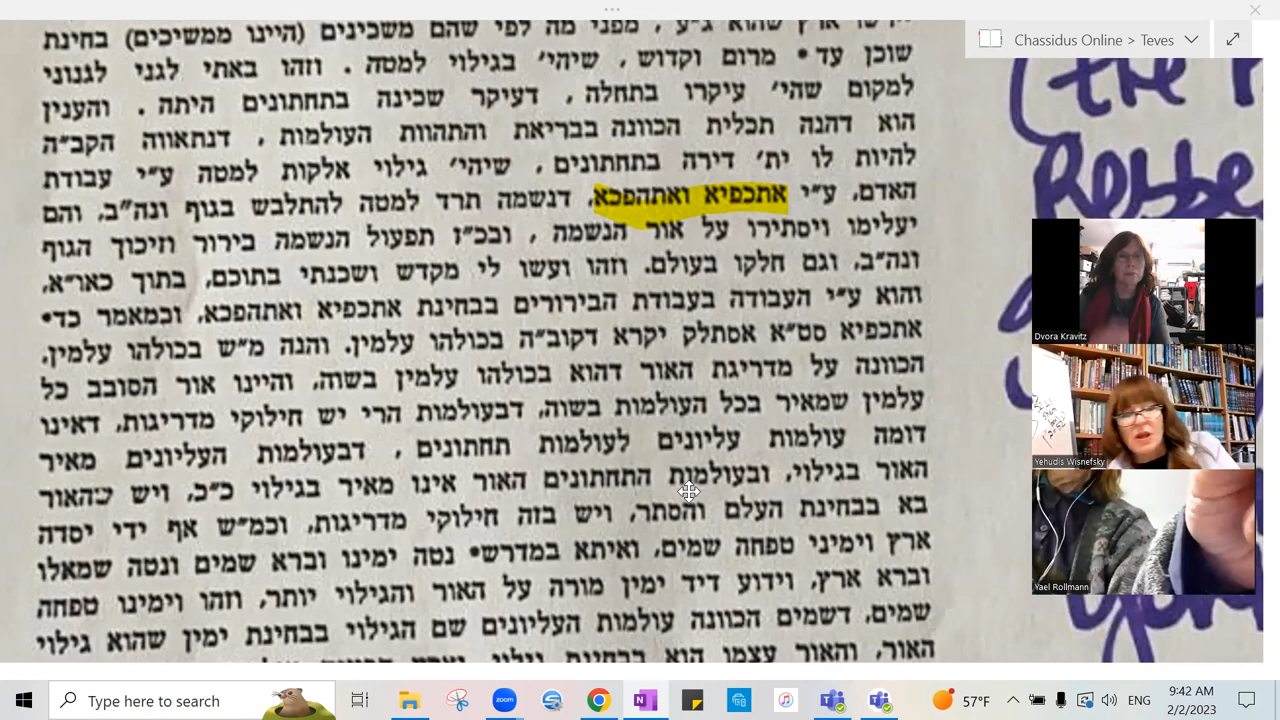 Chassidus Online > Teves
שוכן עד• מרום וקדוש, שיהי׳ בגילוי למטה. וזהו באתי לגני לגנוני
למקום שהי׳ עיקרו בתחלה, דעיקר שכינה בתחתונים היתה. והענין
הוא דהנה תכלית הכוונה בבריאת והתהוות העולמות, דנתאווה הקב״ה
להיות לו ית׳ דירה בתחתונים, שיהי׳ גילוי אלקות למטה ע״י עבודת
האדם, ע״י אתכפיא ואתהפכא, דנשמה תרד למטה להתלבש בגוף ונה"ב, והם
יעלימו ויסתירו על אור הנשמה, ובכ״ז תפעול הנשמה בירור וזיכוך הגוף
ונה"ב, וגם חלקו בעולם. וזהו ועשו לי מקדש ושכנתי בתוכם, בתוך כאו״א,
והוא ע״י העבודה בעבודת הבירורים בבחינת אתכפיא ואתהפכא, ובמאמר כד•
אתכפיא סט״א אסתלק יקרא דקוב״ה בכולהו עלמין, והנה מ״ש בכולהו עלמין,
הכוונה על מדריגת האור דהוא בכולהו עלמין בשוה, והיינו אור הסובב כל
עלמין שמאיר בכל העולמות בשוה, דבעולמות הרי יש חילוקי מדריגות, דאינו
דומה עולמות עליונים לעולמות תחתונים, דבעולמות העליונים מאיר
האור בגילוי, ובעולמות התחתונים האור אינו מאיר בגילוי כ״כ, ויש שהאור
בא בבחינת העלם והסתר, ויש בזה חילוקי מדריגות, וכמ״ש אף ידי יסדה
ארץ וימיני טפחה שמים, ואיתא במדרש• נטה ימינו וברא שמים ונטה שמאלו
וברא ארץ, וידוע דיד ימין מורה על האור והגילוי יותר, וזהו וימינו טפחה
שמים, דשמים הכוונה עולמות העליונים שם הגילוי בבחינת ימין שהוא גילוי
האור, והאור עצמו הוא בבחינת גילוי
(the
Rebbe
Dvora Kravitz
Yehudis Wisnefsky
Yael Rollmann
Type here to search
zoom
57°F
ENG
9:42 AM
2/2/2023